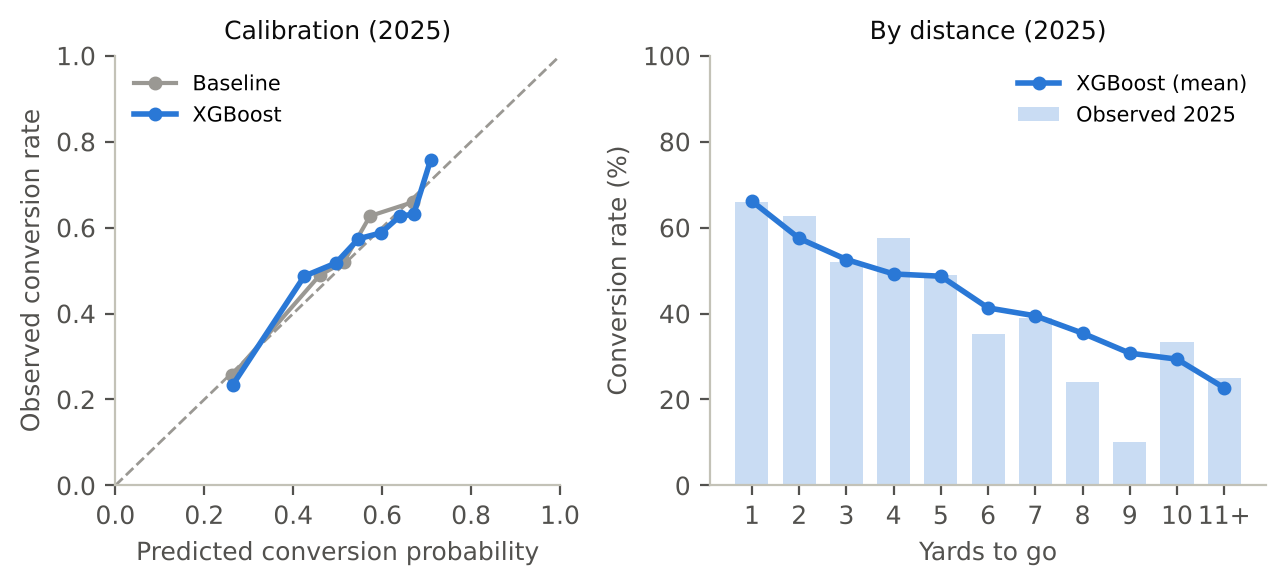 Calibration (2025)
1.0
0.8
0.6
0.4
0.2
0.0
Observed conversion rate
Baseline
XGBoost
0.0 0.2 0.4 0.6 0.8 1.0
Predicted conversion probability
By distance (2025)
100
80
60
40
20
0
Conversion rate (%)
XGBoost (mean)
Observed 2025
1 2 3 4 5 6 7 8 9 10 11+
Yards to go